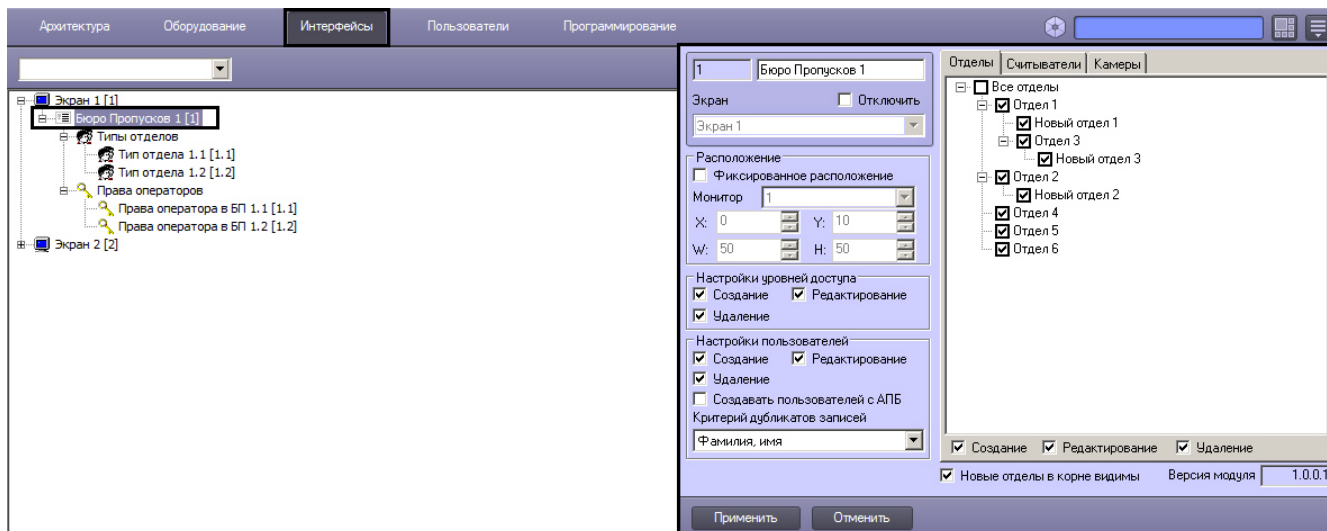 Архитектура Оборудование Интерфейсы Пользователи Программирование
Экран 1 [1]
Бюро Пропусков 1 [1]
Типы отделов
Тип отдела 1.1 [1.1]
Тип отдела 1.2 [1.2]
Права операторов
Права оператора в БП 1.1 [1.1]
Права оператора в БП 1.2 [1.2]
Экран 2 [2]
1 Бюро Пропусков 1
Экран Отключить
Экран 1
Расположение
Фиксированное расположение
Монитор 1
X: 0 Y: 10
W: 50 H: 50
Настройки уровней доступа
Создание Редактирование
Удаление
Настройки пользователей
Создание Редактирование
Удаление
Создавать пользователей с АПБ
Критерий дубликатов записей
Фамилия, имя
Отделы Считыватели Камеры
Все отделы
Отдел 1
Новый отдел 1
Отдел 3
Новый отдел 3
Отдел 2
Новый отдел 2
Отдел 4
Отдел 5
Отдел 6
Создание Редактирование Удаление
Новые отделы в корне видимы Версия модуля 1.0.0.1
Применить Отменить